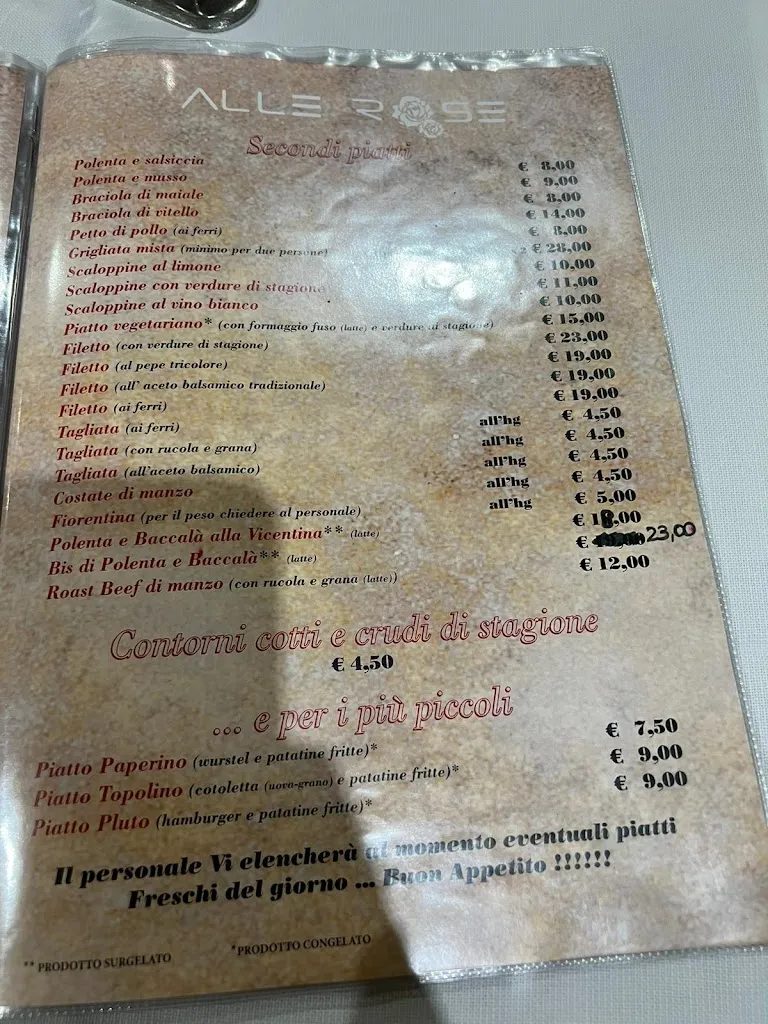 ALLE ROSE
Secondi piatti
Polenta e salsiccia € 8,00
Polenta e musso € 9,00
Braciola di maiale € 8,00
Braciola di vitello € 14,00
Petto di pollo (ai ferri) € 8,00
Grigliata mista (minimo per due persone) 2 € 28,00
Scaloppine al limone € 10,00
Scaloppine con verdure di stagione € 11,00
Scaloppine al vino bianco € 10,00
Piatto vegetariano* (con formaggio fuso (latte) e verdure di stagione) € 15,00
Filetto (con verdure di stagione) € 23,00
Filetto (al pepe tricolore) € 19,00
Filetto (all' aceto balsamico tradizionale) € 19,00
Filetto (ai ferri) € 19,00
Tagliata (ai ferri) all'hg € 4,50
Tagliata (con rucola e grana) all'hg € 4,50
Tagliata (all'aceto balsamico) all'hg € 4,50
Costate di manzo all'hg € 4,50
Fiorentina (per il peso chiedere al personale) all'hg € 5,00
Polenta e Baccalà alla Vicentina** (latte) € 18,00
Bis di Polenta e Baccalà** (latte) € 23,00
Roast Beef di manzo (con rucola e grana (latte)) € 12,00
Contorni cotti e crudi di stagione
€ 4,50
... e per i più piccoli
Piatto Paperino (wurstel e patatine fritte)* € 7,50
Piatto Topolino (cotoletta (uova-grano) e patatine fritte)* € 9,00
Piatto Pluto (hamburger e patatine fritte)* € 9,00
Il personale Vi elencherà al momento eventuali piatti
Freschi del giorno ... Buon Appetito !!!!!!
** PRODOTTO SURGELATO *PRODOTTO CONGELATO